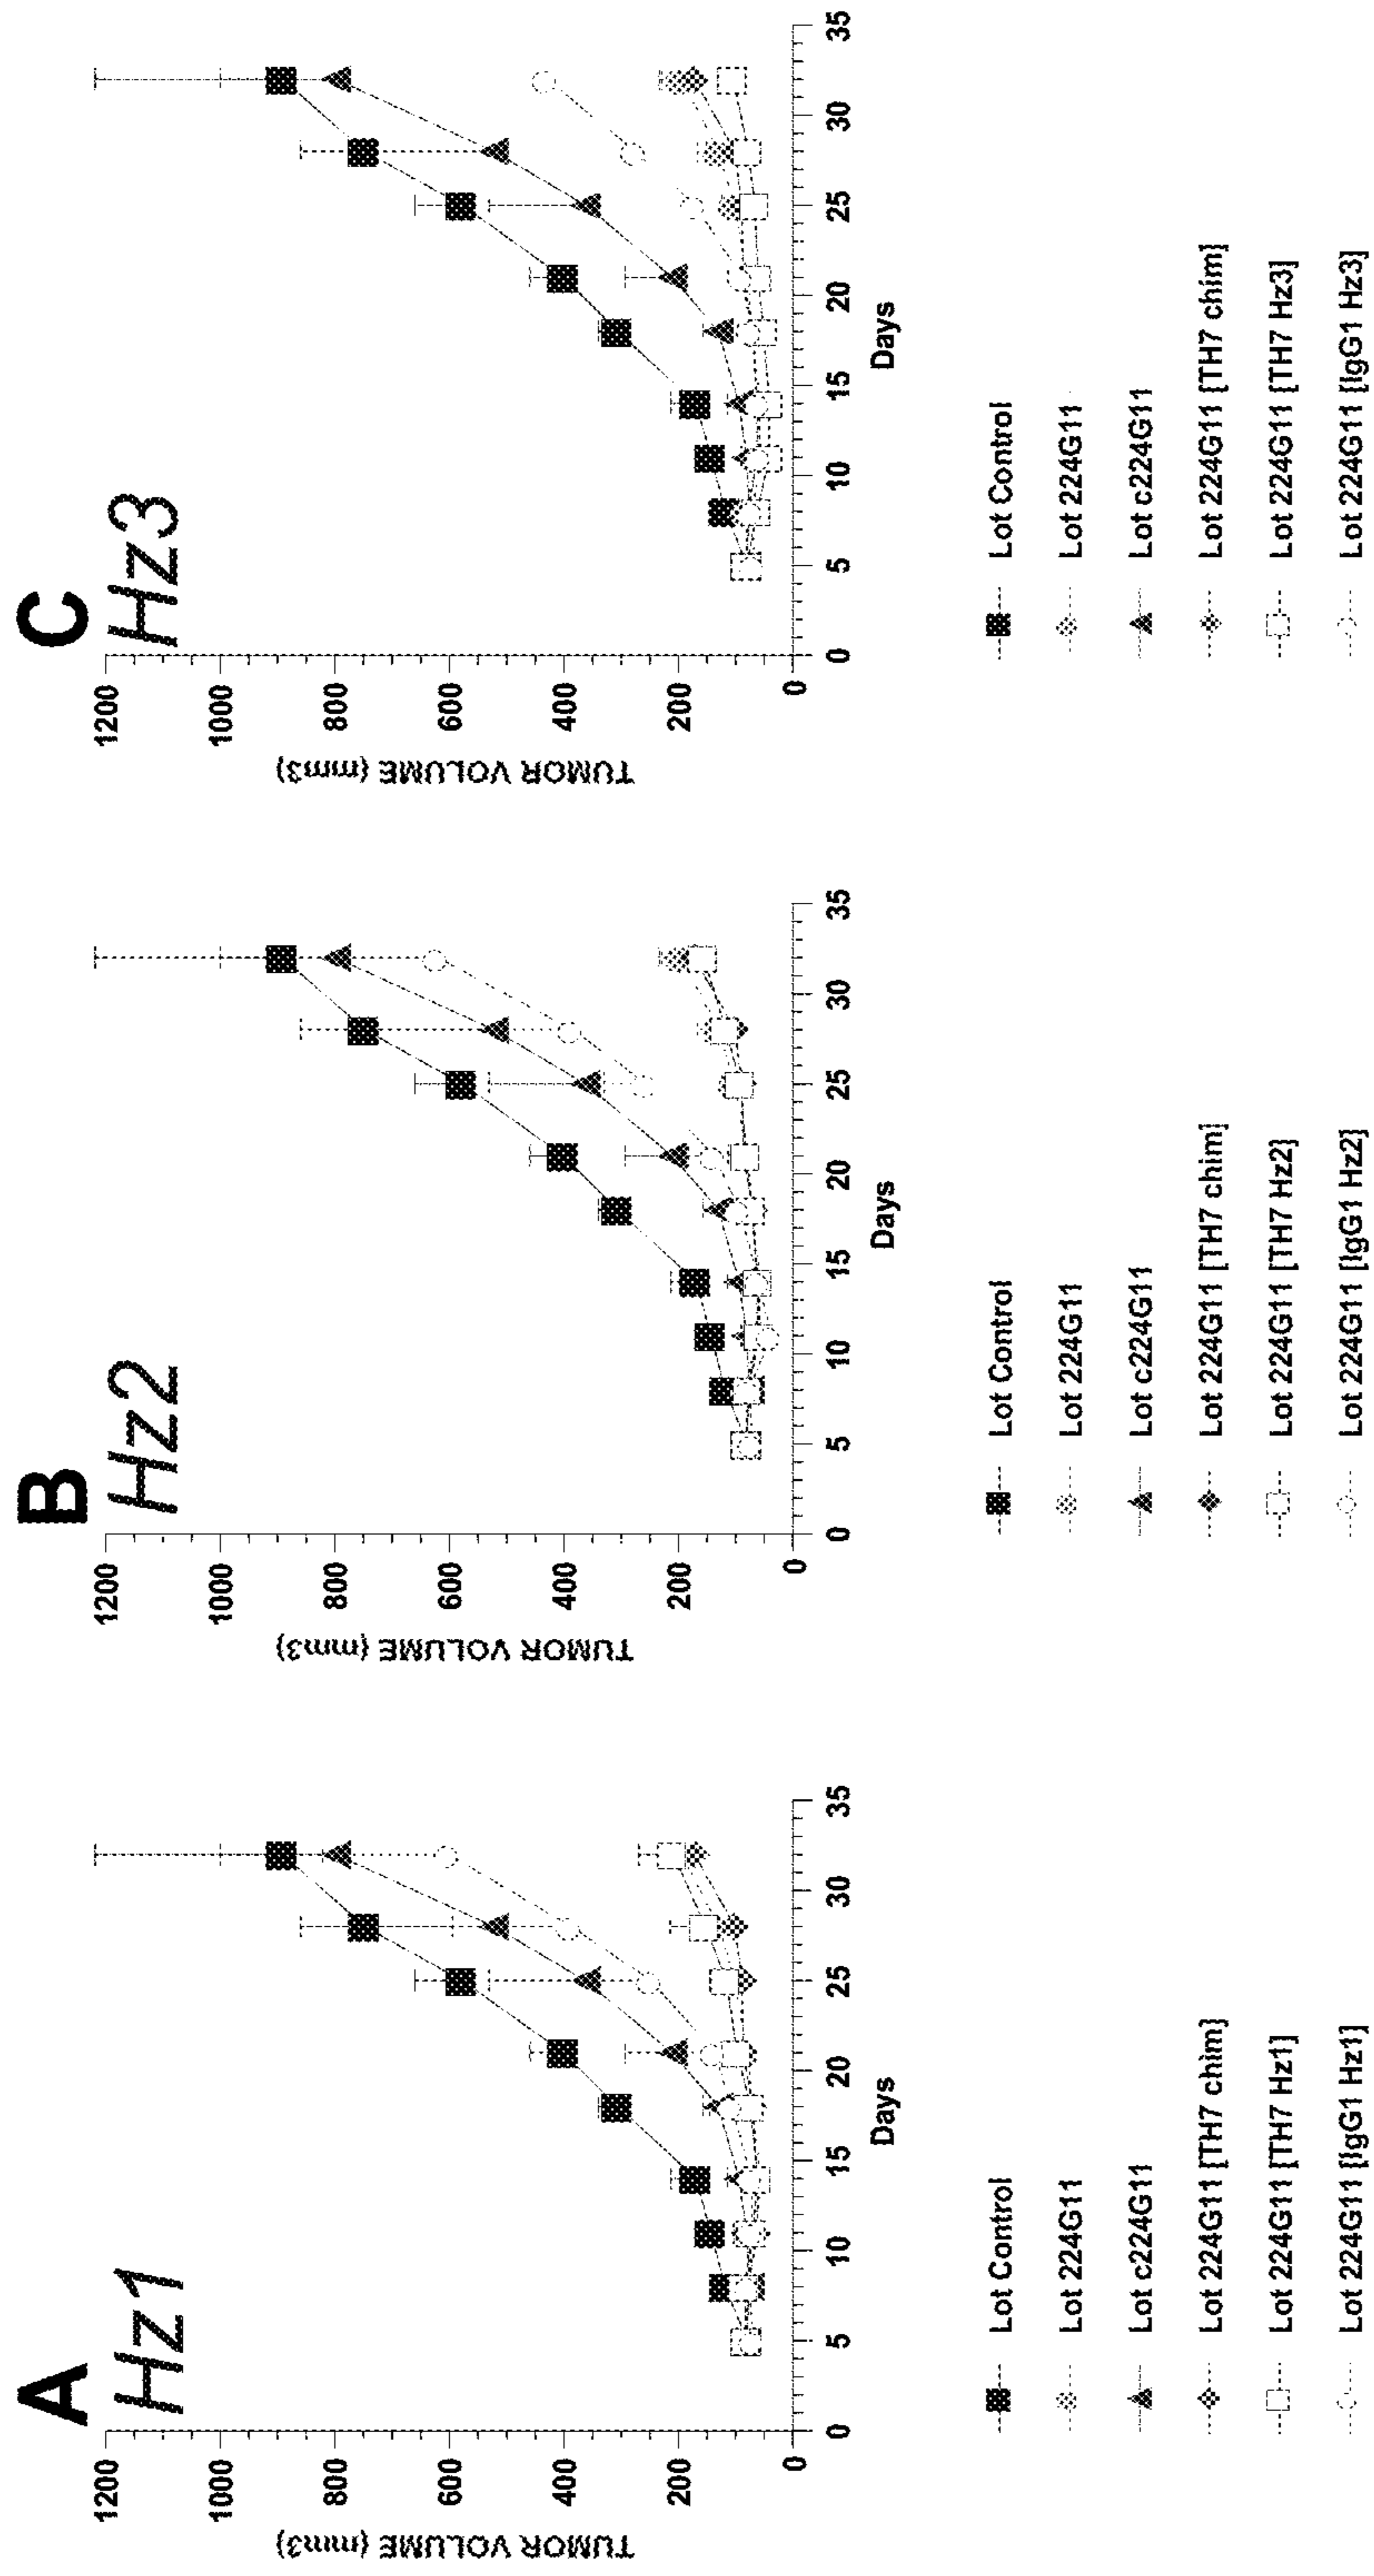 A
Hz1
TUMOR VOLUME (mm3)
1200
1000
800
600
400
200
0
0
5
10
15
20
25
30
35
Days
Lot Control
Lot 224G11
Lot c224G11
Lot 224G11 [TH7 chim]
Lot 224G11 [TH7 Hz1]
Lot 224G11 [IgG1 Hz1]
B
Hz2
TUMOR VOLUME (mm3)
1200
1000
800
600
400
200
0
0
5
10
15
20
25
30
35
Days
Lot Control
Lot 224G11
Lot c224G11
Lot 224G11 [TH7 chim]
Lot 224G11 [TH7 Hz2]
Lot 224G11 [IgG1 Hz2]
C
Hz3
TUMOR VOLUME (mm3)
1200
1000
800
600
400
200
0
0
5
10
15
20
25
30
35
Days
Lot Control
Lot 224G11
Lot c224G11
Lot 224G11 [TH7 chim]
Lot 224G11 [TH7 Hz3]
Lot 224G11 [IgG1 Hz3]